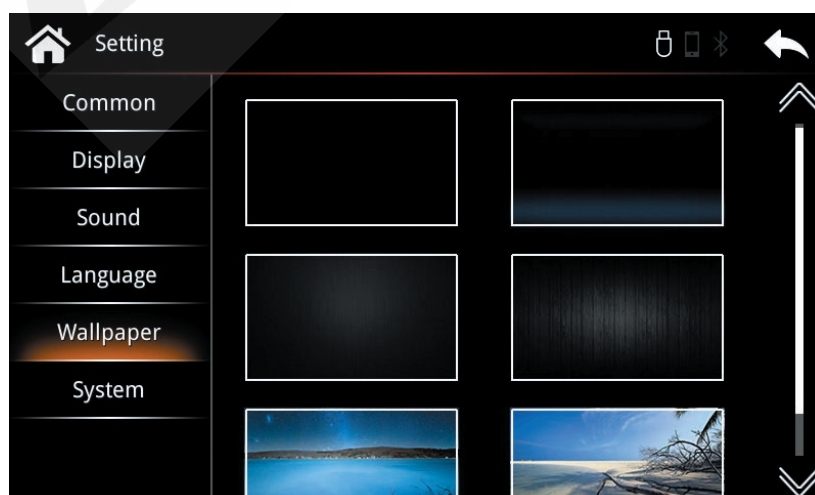 Setting
Common
Display
Sound
Language
Wallpaper
System